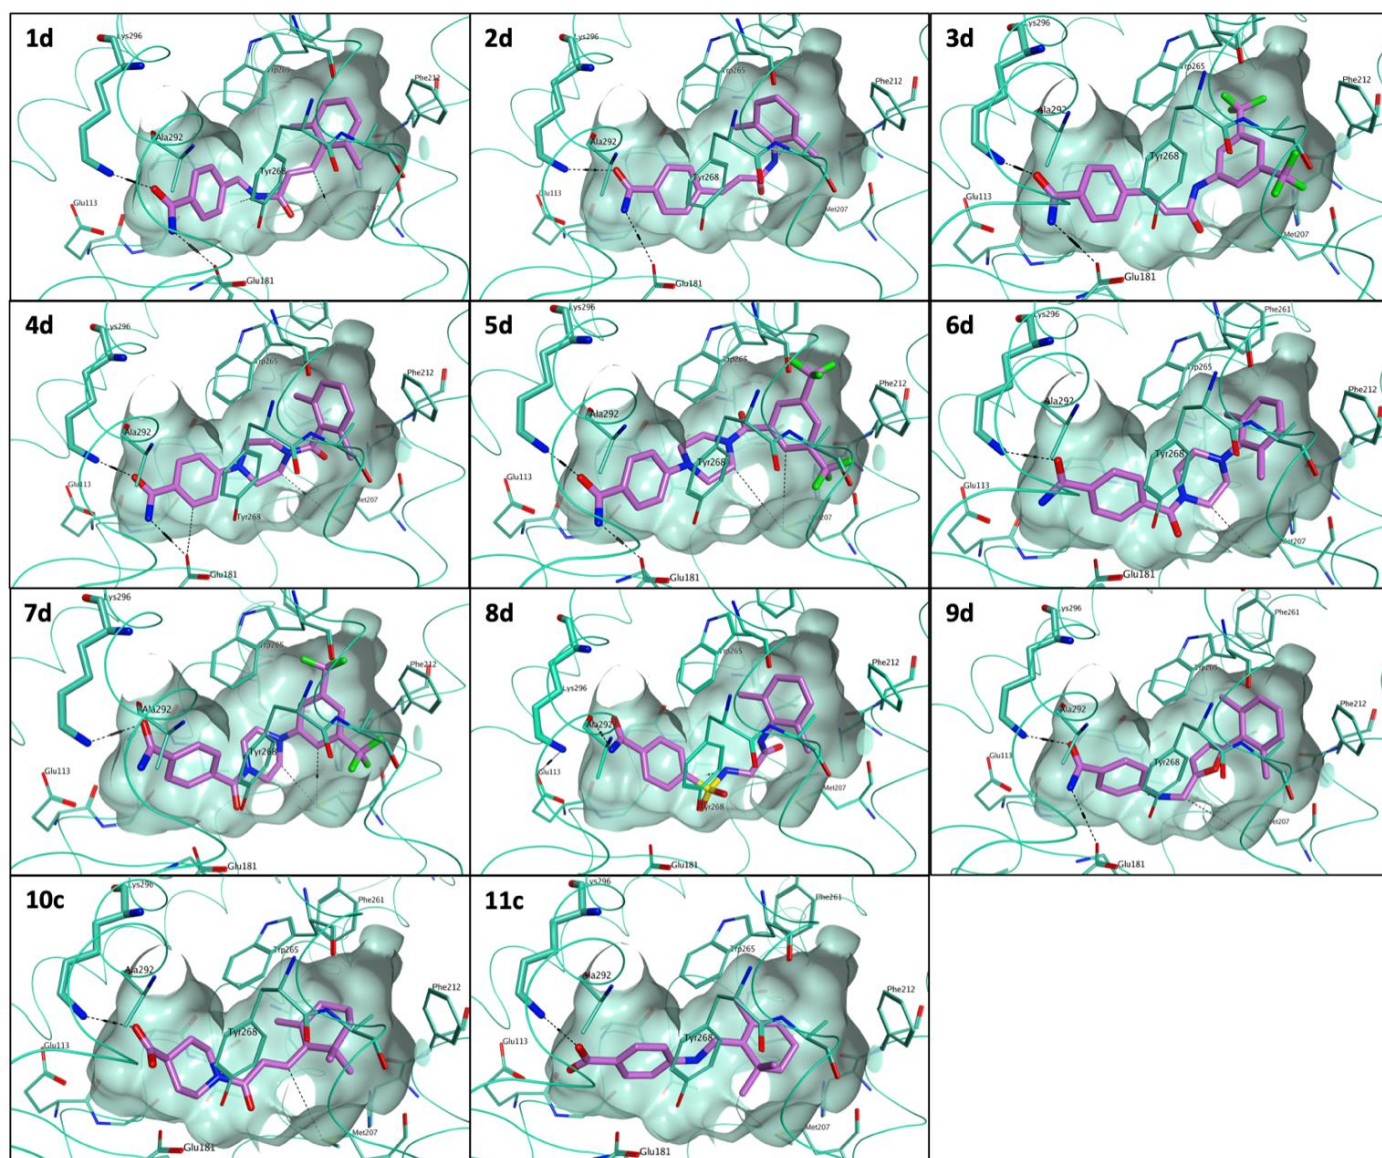 1d
Lys296
Trp265
Phe212
Ala292
Tyr268
Glu113
Glu181
2d
Lys296
Trp265
Phe212
Ala292
Tyr268
Glu113
Met207
Glu181
3d
Lys296
Trp265
Phe212
Ala292
Tyr268
Glu113
Met207
Glu181
4d
Lys296
Trp265
Phe212
Ala292
Glu113
Met207
Tyr268
Glu181
5d
Lys296
Trp265
Phe212
Ala292
Tyr268
Glu113
Glu181
6d
Lys296
Phe261
Trp265
Phe212
Ala292
Tyr268
Glu113
Met207
Glu181
7d
Lys296
Trp265
Phe212
Ala292
Tyr268
Glu113
Glu181
8d
Trp265
Phe212
Lys296
Ala292
Glu113
Met207
Tyr268
Glu181
9d
Lys296
Phe261
Trp265
Phe212
Ala292
Tyr268
Glu113
Met207
Glu181
10c
Lys296
Phe261
Trp265
Ala292
Phe212
Tyr268
Glu113
Met207
Glu181
11c
Lys296
Phe261
Trp265
Ala292
Phe212
Tyr268
Glu113
Met207
Glu181